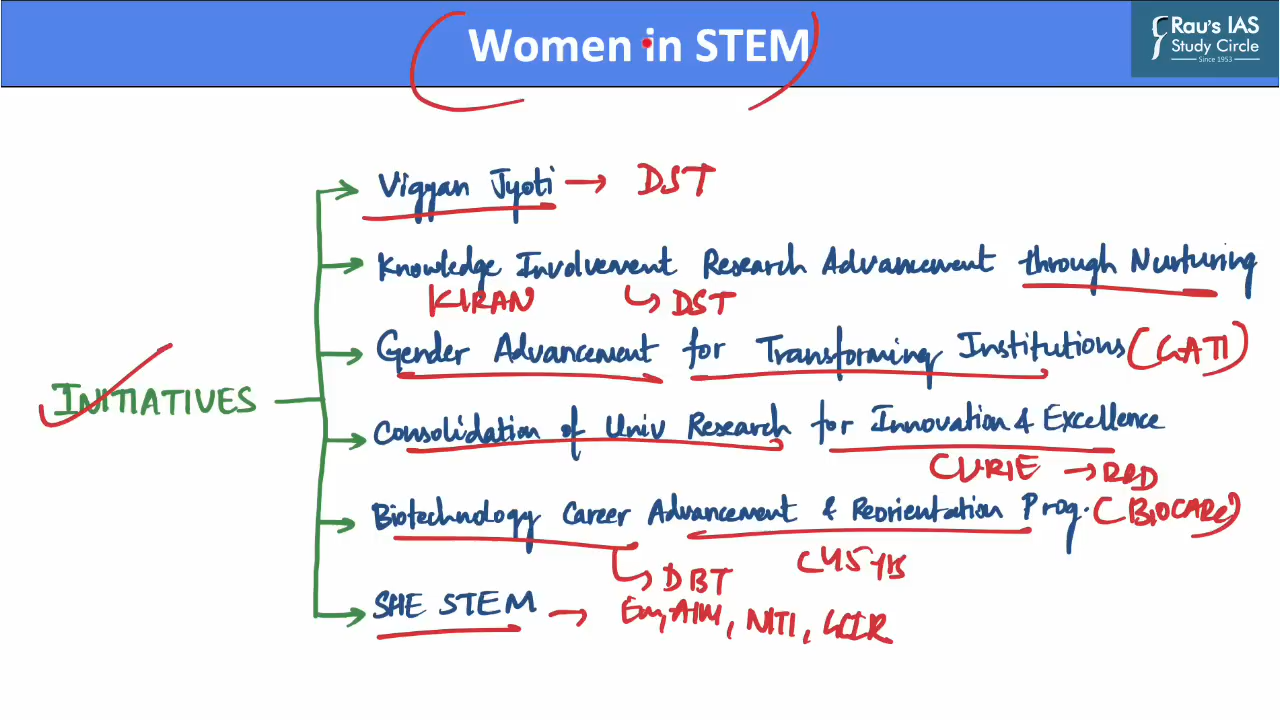 Women in STEM
Rau's IAS
Study Circle
Since 1953
Vigyan Jyoti → DST
Knowledge Involvement Research Advancement through Nurturing
KIRAN → DST
Gender Advancement for Transforming Institutions (GATI)
INITIATIVES
Consolidation of Univ Research for Innovation & Excellence
CURIE → R&D
Biotechnology Career Advancement & Reorientation Prog. (BIOCARe)
→ DBT
SHE STEM → AIM, NITI,